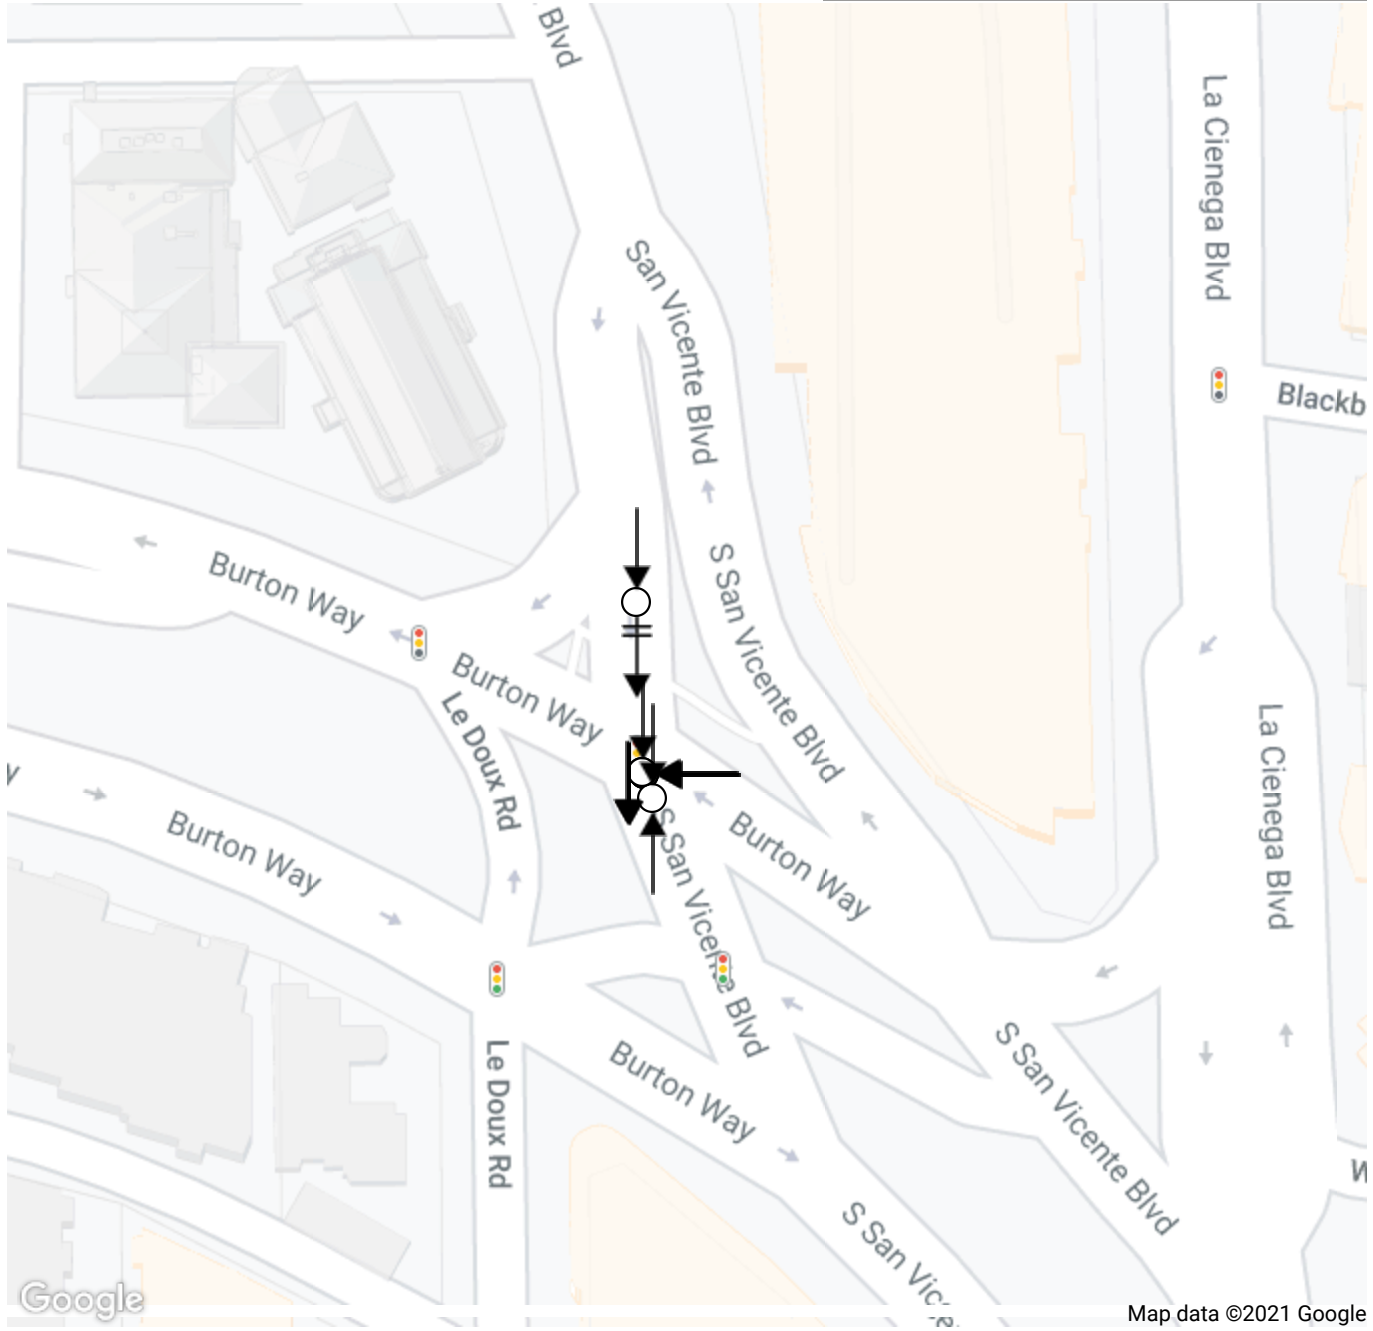 Blvd
La Cienega Blvd
San Vicente Blvd
Blackb
Burton Way
S San Vicente Blvd
Burton Way
Le Doux Rd
La Cienega Blvd
y
Burton Way
Burton Way
S San Vicente Blvd
S San Vicente Blvd
Le Doux Rd
Burton Way
W
S San Vice
Google
Map data ©2021 Google